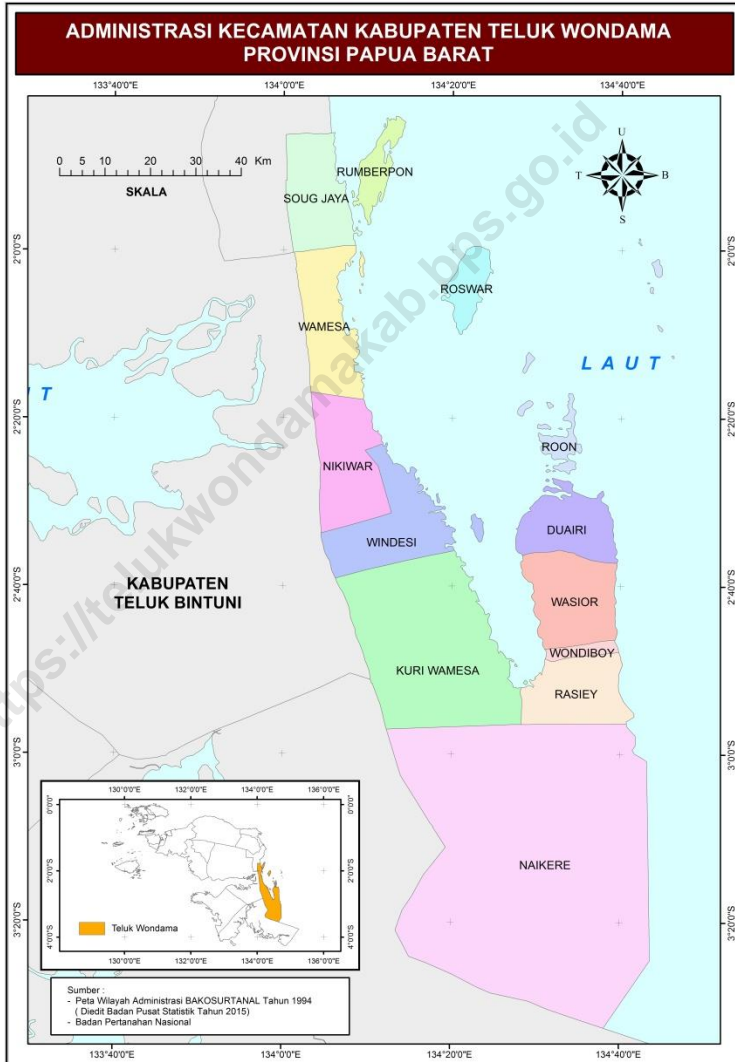 ADMINISTRASI KECAMATAN KABUPATEN TELUK WONDAMA
PROVINSI PAPUA BARAT
133°40'0"E 134°0'0"E 134°20'0"E 134°40'0"E
0 5 10 20 30 40 Km
SKALA
U
T B
S
RUMBERPON
SOUG JAYA
2°0'0"S 2°0'0"S
ROSWAR
WAMESA
LAUT
UT
2°20'0"S 2°20'0"S
ROON
NIKIWAR
DUAIRI
WINDESI
KABUPATEN
TELUK BINTUNI
2°40'0"S 2°40'0"S
WASIOR
WONDIBOY
KURI WAMESA
RASIEY
3°0'0"S 3°0'0"S
NAIKERE
130°0'0"E 132°0'0"E 134°0'0"E 136°0'0"E
0°0'0" 0°0'0"
2°0'0"S 2°0'0"S
4°0'0"S 4°0'0"S
Teluk Wondama
130°0'0"E 132°0'0"E 134°0'0"E 136°0'0"E
3°20'0"S 3°20'0"S
Sumber :
- Peta Wilayah Administrasi BAKOSURTANAL Tahun 1994
( Diedit Badan Pusat Statistik Tahun 2015)
- Badan Pertanahan Nasional
133°40'0"E 134°0'0"E 134°20'0"E 134°40'0"E
https://telukwondamakab.bps.go.id